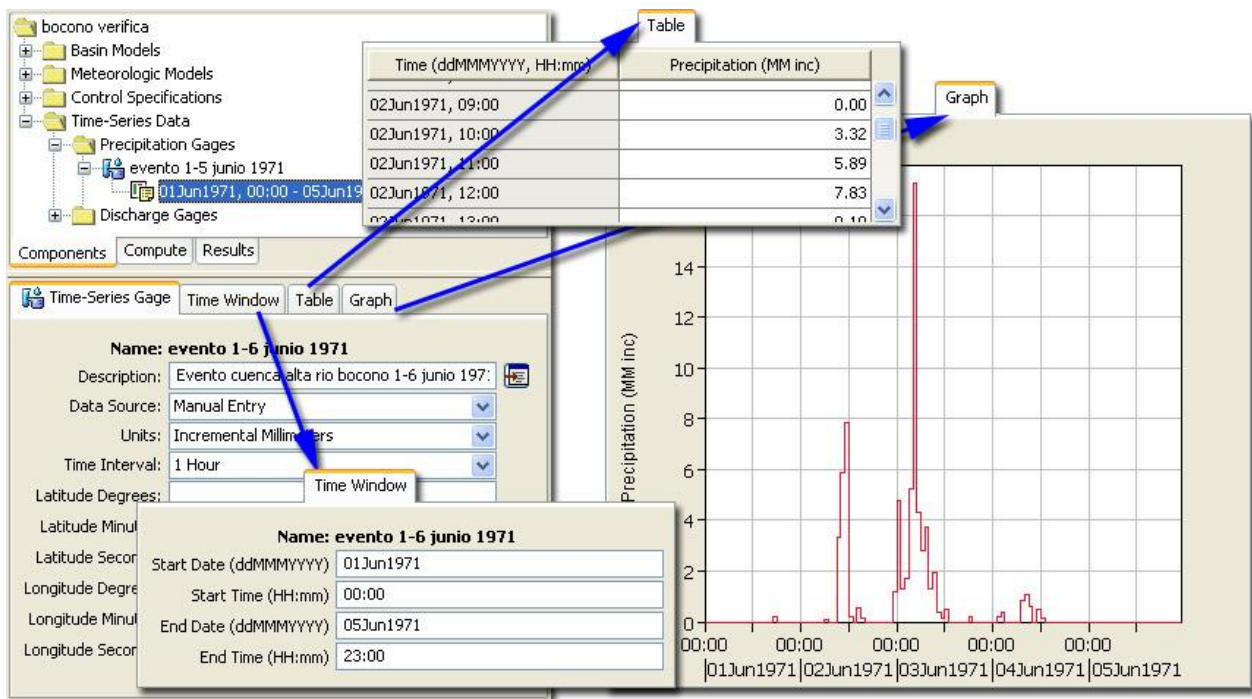 bocono verifica
Basin Models
Meteorologic Models
Control Specifications
Time-Series Data
Precipitation Gages
evento 1-5 junio 1971
01Jun1971, 00:00 - 05Jun19
Discharge Gages
Components Compute Results
Table
Time (ddMMMYYYY, HH:mm) Precipitation (MM inc)
02Jun1971, 09:00 0.00
02Jun1971, 10:00 3.32
02Jun1971, 11:00 5.89
02Jun1971, 12:00 7.83
Time-Series Gage Time Window Table Graph
Name: evento 1-6 junio 1971
Description: Evento cuenca alta rio bocono 1-6 junio 197
Data Source: Manual Entry
Units: Incremental Millimeters
Time Interval: 1 Hour
Latitude Degrees:
Latitude Minu
Latitude Secon
Longitude Degre
Longitude Minu
Longitude Secon
Time Window
Name: evento 1-6 junio 1971
Start Date (ddMMMYYYY) 01Jun1971
Start Time (HH:mm) 00:00
End Date (ddMMMYYYY) 05Jun1971
End Time (HH:mm) 23:00
Graph
Precipitation (MM inc)
14
12
10
8
6
4
2
0
00:00 00:00 00:00 00:00
01Jun1971 02Jun1971 03Jun1971 04Jun1971 05Jun1971